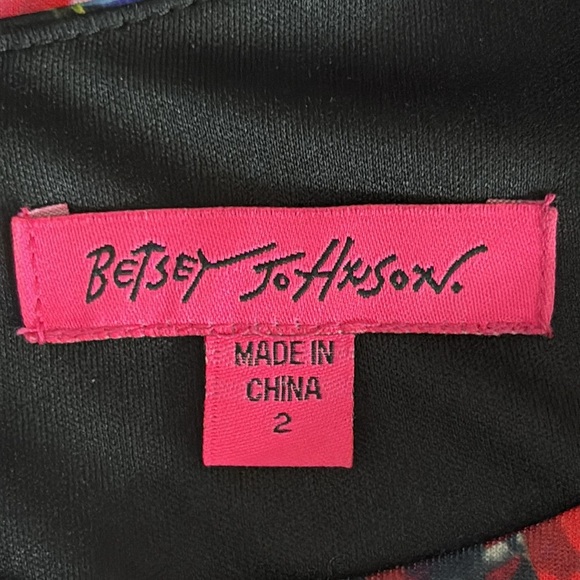 BETSEY JOHNSON.
MADE IN
CHINA
2